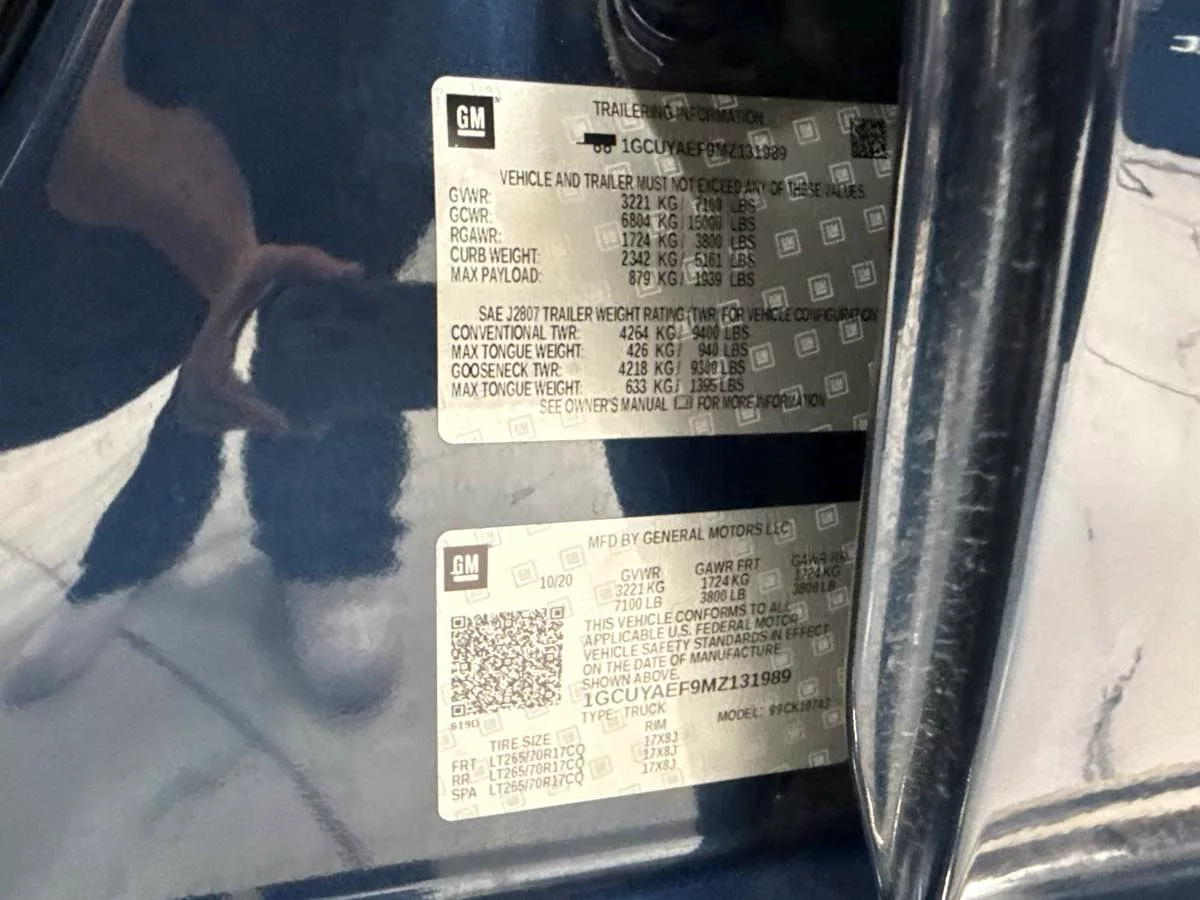 GM
TRAILERING INFORMATION
1GCUYAEF9MZ131989
VEHICLE AND TRAILER MUST NOT EXCEED ANY OF THESE VALUES.
GVWR: 3221 KG/ 7100 LBS
GCWR: 6804 KG/ 15000 LBS
RGAWR: 1724 KG/ 3800 LBS
CURB WEIGHT: 2342 KG/ 5161 LBS
MAX PAYLOAD: 879 KG/ 1939 LBS
SAE J2807 TRAILER WEIGHT RATING (TWR) FOR VEHICLE CONFIGURATION
CONVENTIONAL TWR: 4264 KG/ 9400 LBS
MAX TONGUE WEIGHT: 426 KG/ 940 LBS
GOOSENECK TWR: 4218 KG/ 9300 LBS
MAX TONGUE WEIGHT: 633 KG/ 1395 LBS
SEE OWNER'S MANUAL FOR MORE INFORMATION
GM
MFD BY GENERAL MOTORS LLC
10/20 GVWR GAWR FRT GAWR RR
3221 KG 1724 KG 1724 KG
7100 LB 3800 LB 3800 LB
THIS VEHICLE CONFORMS TO ALL
APPLICABLE U.S. FEDERAL MOTOR
VEHICLE SAFETY STANDARDS IN EFFECT
ON THE DATE OF MANUFACTURE
SHOWN ABOVE.
1GCUYAEF9MZ131989
TYPE: TRUCK MODEL:
619D
TIRE SIZE RIM
FRT LT265/70R17CQ 17X8J
RR LT265/70R17CQ 17X8J
SPA LT265/70R17CQ 17X8J